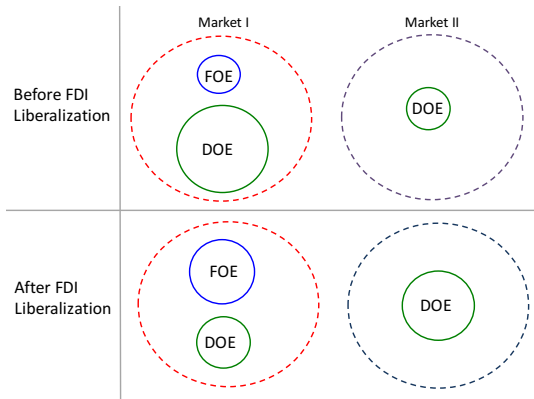 Market I
Market II
Before FDI
Liberalization
FOE
DOE
DOE
After FDI
Liberalization
FOE
DOE
DOE